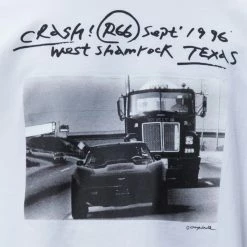 CRASH! R66 Sept' 1996
West Shamrock TEXAS